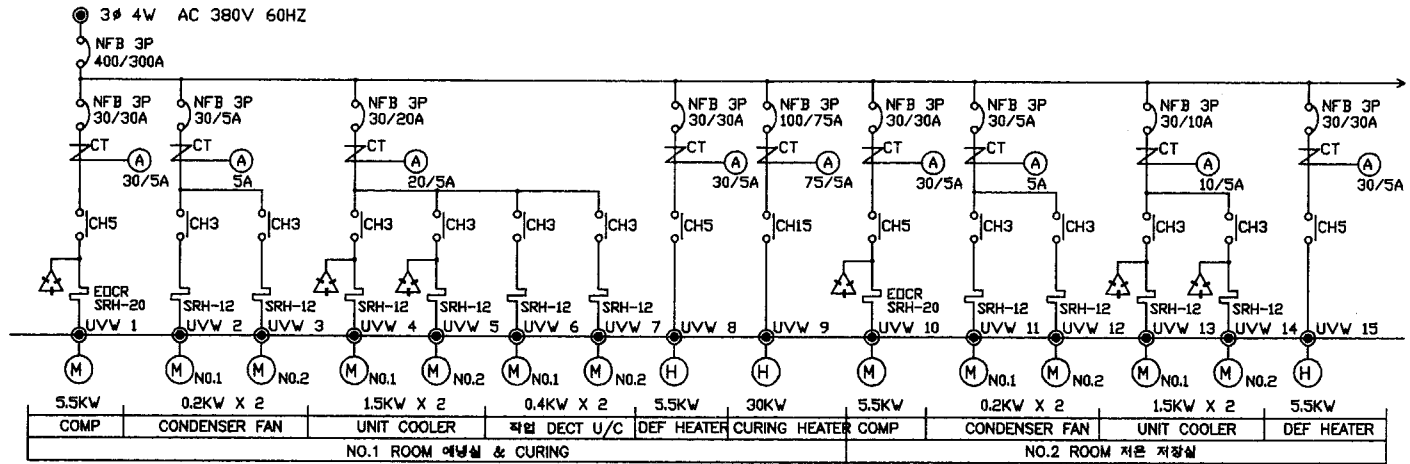 3ø 4W AC 380V 60HZ
NFB 3P
400/300A
NFB 3P NFB 3P NFB 3P NFB 3P NFB 3P NFB 3P NFB 3P NFB 3P NFB 3P
30/30A 30/5A 30/20A 30/30A 100/75A 30/30A 30/5A 30/10A 30/30A
CT CT CT CT CT CT CT CT CT
A A A A A A A A A
30/5A 5A 20/5A 30/5A 75/5A 30/5A 5A 10/5A 30/5A
CH5 CH3 CH3 CH3 CH3 CH3 CH3 CH5 CH15 CH5 CH3 CH3 CH3 CH3 CH5
EOCR EOCR
SRH-20 SRH-12 SRH-12 SRH-12 SRH-12 SRH-12 SRH-12 SRH-20 SRH-12 SRH-12 SRH-12 SRH-12
UVW 1 UVW 2 UVW 3 UVW 4 UVW 5 UVW 6 UVW 7 UVW 8 UVW 9 UVW 10 UVW 11 UVW 12 UVW 13 UVW 14 UVW 15
M M NO.1 M NO.2 M NO.1 M NO.2 M NO.1 M NO.2 H H M M NO.1 M NO.2 M NO.1 M NO.2 H
5.5KW 0.2KW X 2 1.5KW X 2 0.4KW X 2 5.5KW 30KW 5.5KW 0.2KW X 2 1.5KW X 2 5.5KW
COMP CONDENSER FAN UNIT COOLER 작업 DECT U/C DEF HEATER CURING HEATER COMP CONDENSER FAN UNIT COOLER DEF HEATER
NO.1 ROOM 예냉실 & CURING NO.2 ROOM 저온 저장실